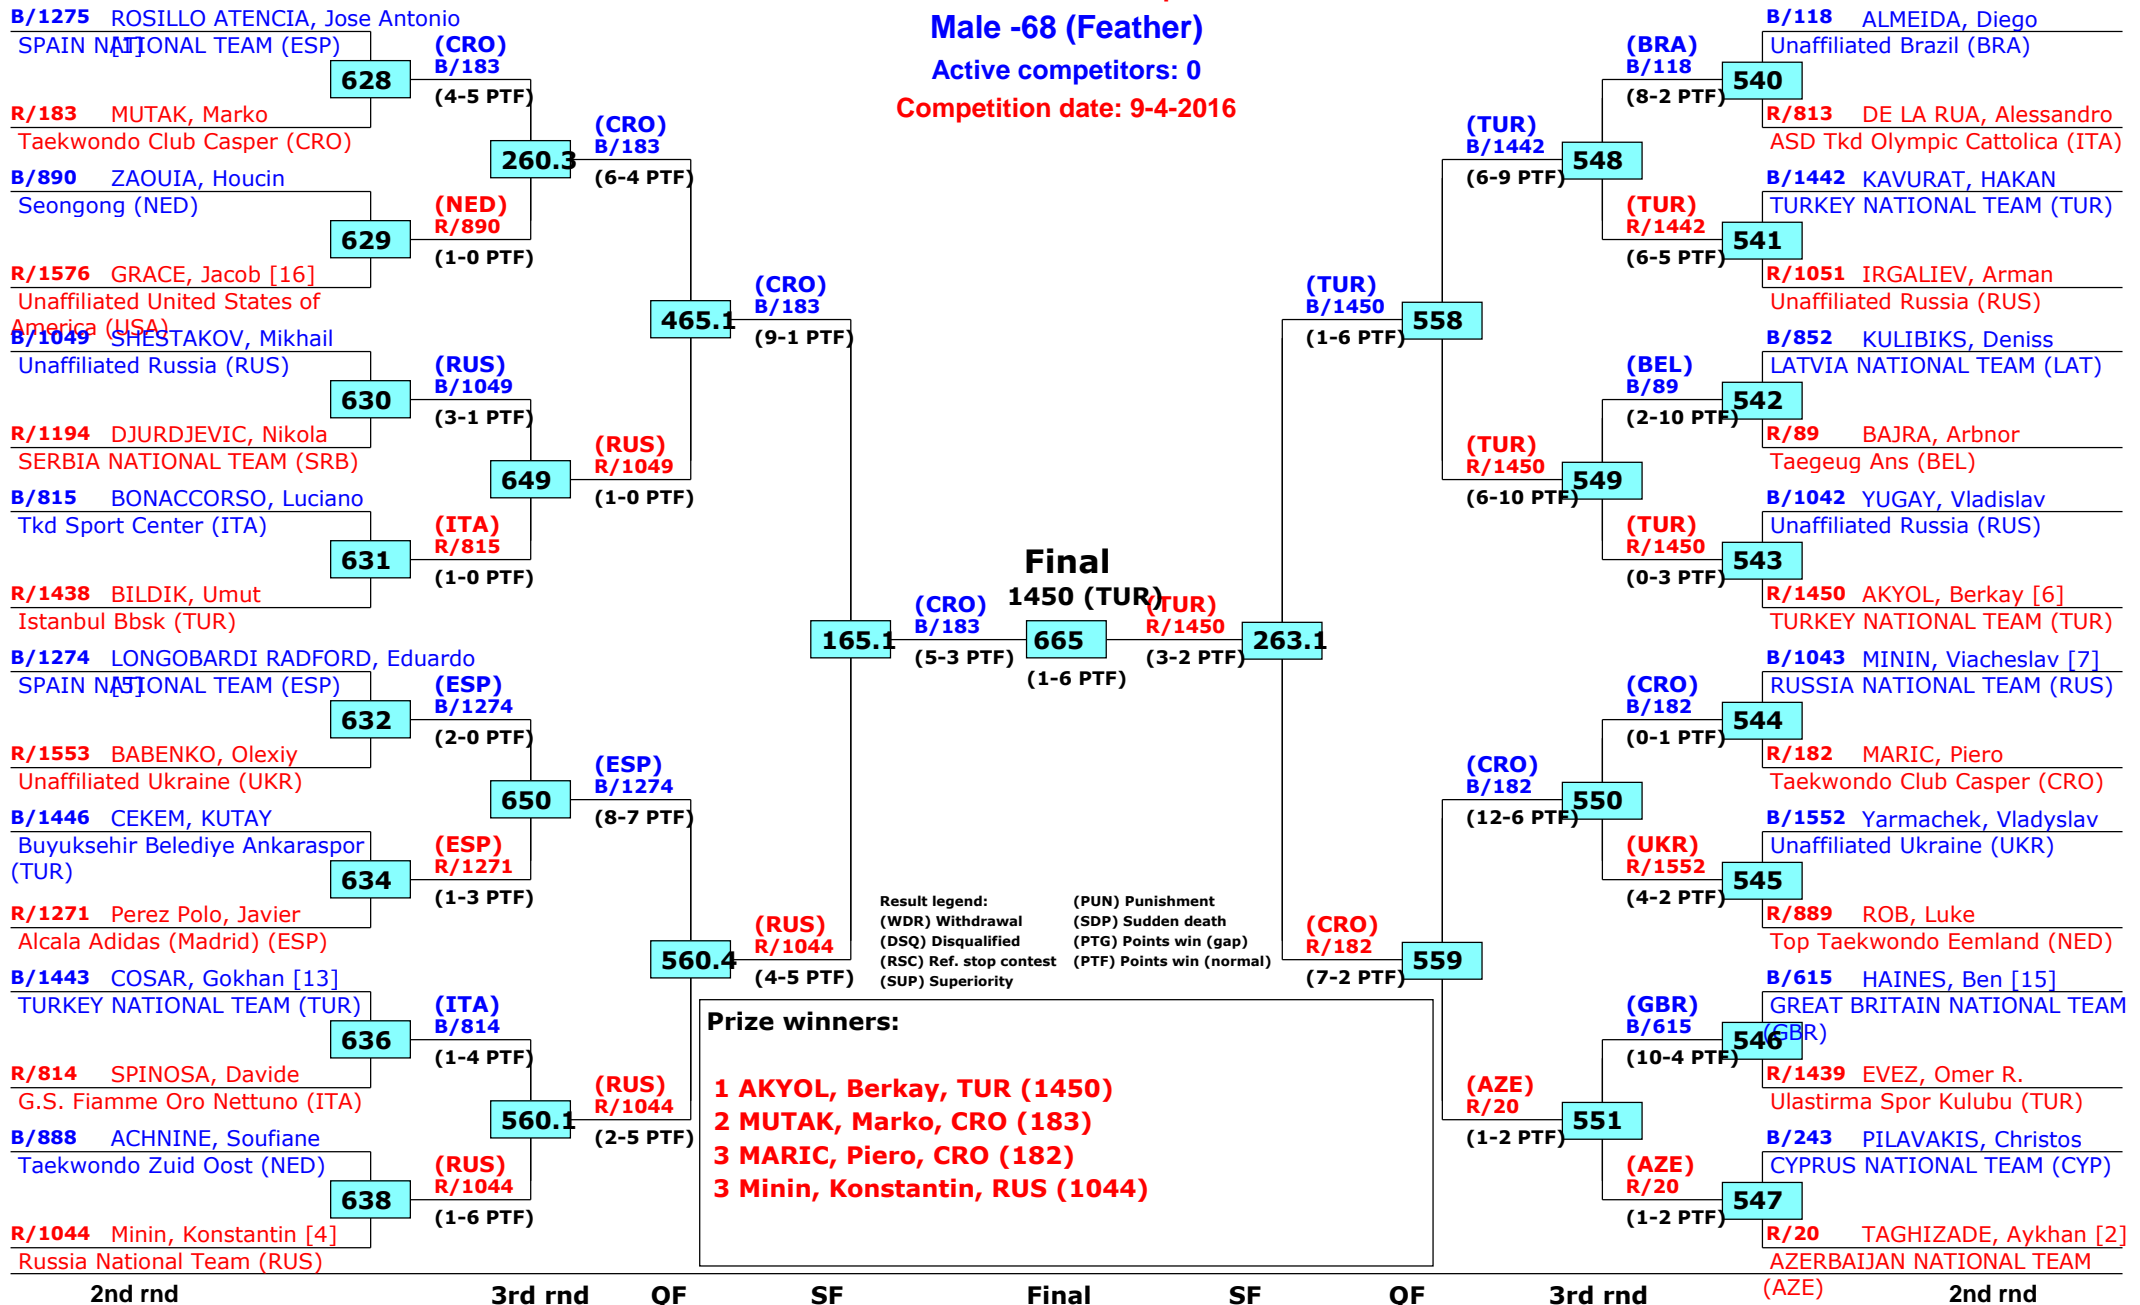 Male -68 (Feather)
Active competitors: 0
Competition date: 9-4-2016
B/1275 ROSILLO ATENCIA, Jose Antonio [1]
SPAIN NATIONAL TEAM (ESP)
628
R/183 MUTAK, Marko
Taekwondo Club Casper (CRO)
B/890 ZAOUIA, Houcin
Seongong (NED)
629
R/1576 GRACE, Jacob [16]
Unaffiliated United States of
America (USA)
B/1049 SHESTAKOV, Mikhail
Unaffiliated Russia (RUS)
630
R/1194 DJURDJEVIC, Nikola
SERBIA NATIONAL TEAM (SRB)
B/815 BONACCORSO, Luciano
Tkd Sport Center (ITA)
631
R/1438 BILDIK, Umut
Istanbul Bbsk (TUR)
B/1274 LONGOBARDI RADFORD, Eduardo [5]
SPAIN NATIONAL TEAM (ESP)
632
R/1553 BABENKO, Olexiy
Unaffiliated Ukraine (UKR)
B/1446 CEKEM, KUTAY
Buyuksehir Belediye Ankaraspor
(TUR)
634
R/1271 Perez Polo, Javier
Alcala Adidas (Madrid) (ESP)
B/1443 COSAR, Gokhan [13]
TURKEY NATIONAL TEAM (TUR)
636
R/814 SPINOSA, Davide
G.S. Fiamme Oro Nettuno (ITA)
B/888 ACHNINE, Soufiane
Taekwondo Zuid Oost (NED)
638
R/1044 Minin, Konstantin [4]
Russia National Team (RUS)
(CRO)
B/183
(4-5 PTF)
260.3
(NED)
R/890
(1-0 PTF)
(RUS)
B/1049
(3-1 PTF)
649
(ITA)
R/815
(1-0 PTF)
(ESP)
B/1274
(2-0 PTF)
650
(ESP)
R/1271
(1-3 PTF)
(ITA)
B/814
(1-4 PTF)
560.1
(RUS)
R/1044
(1-6 PTF)
(CRO)
B/183
(6-4 PTF)
465.1
(RUS)
R/1049
(1-0 PTF)
(ESP)
B/1274
(8-7 PTF)
560.4
(RUS)
R/1044
(2-5 PTF)
(CRO)
B/183
(9-1 PTF)
165.1
(RUS)
R/1044
(4-5 PTF)
(CRO)
B/183
(5-3 PTF)
Final
1450 (TUR)
665
(1-6 PTF)
(TUR)
R/1450
(3-2 PTF)
263.1
(TUR)
B/1450
(1-6 PTF)
558
(CRO)
R/182
(7-2 PTF)
559
(TUR)
B/1442
(6-9 PTF)
548
(TUR)
R/1450
(6-10 PTF)
549
(CRO)
B/182
(12-6 PTF)
550
(AZE)
R/20
(1-2 PTF)
551
(BRA)
B/118
(8-2 PTF)
540
(TUR)
R/1442
(6-5 PTF)
541
(BEL)
B/89
(2-10 PTF)
542
(TUR)
R/1450
(0-3 PTF)
543
(CRO)
B/182
(0-1 PTF)
544
(UKR)
R/1552
(4-2 PTF)
545
(GBR)
B/615
(10-4 PTF)
546
(AZE)
R/20
(1-2 PTF)
547
B/118 ALMEIDA, Diego
Unaffiliated Brazil (BRA)
R/813 DE LA RUA, Alessandro
ASD Tkd Olympic Cattolica (ITA)
B/1442 KAVURAT, HAKAN
TURKEY NATIONAL TEAM (TUR)
R/1051 IRGALIEV, Arman
Unaffiliated Russia (RUS)
B/852 KULIBIKS, Deniss
LATVIA NATIONAL TEAM (LAT)
R/89 BAJRA, Arbnor
Taegeug Ans (BEL)
B/1042 YUGAY, Vladislav
Unaffiliated Russia (RUS)
R/1450 AKYOL, Berkay [6]
TURKEY NATIONAL TEAM (TUR)
B/1043 MININ, Viacheslav [7]
RUSSIA NATIONAL TEAM (RUS)
R/182 MARIC, Piero
Taekwondo Club Casper (CRO)
B/1552 Yarmachek, Vladyslav
Unaffiliated Ukraine (UKR)
R/889 ROB, Luke
Top Taekwondo Eemland (NED)
B/615 HAINES, Ben [15]
GREAT BRITAIN NATIONAL TEAM
(GBR)
R/1439 EVEZ, Omer R.
Ulastirma Spor Kulubu (TUR)
B/243 PILAVAKIS, Christos
CYPRUS NATIONAL TEAM (CYP)
R/20 TAGHIZADE, Aykhan [2]
AZERBAIJAN NATIONAL TEAM
(AZE)
Result legend:
(WDR) Withdrawal
(DSQ) Disqualified
(RSC) Ref. stop contest
(SUP) Superiority
(PUN) Punishment
(SDP) Sudden death
(PTG) Points win (gap)
(PTF) Points win (normal)
Prize winners:
1 AKYOL, Berkay, TUR (1450)
2 MUTAK, Marko, CRO (183)
3 MARIC, Piero, CRO (182)
3 Minin, Konstantin, RUS (1044)
2nd rnd 3rd rnd QF SF Final SF QF 3rd rnd 2nd rnd